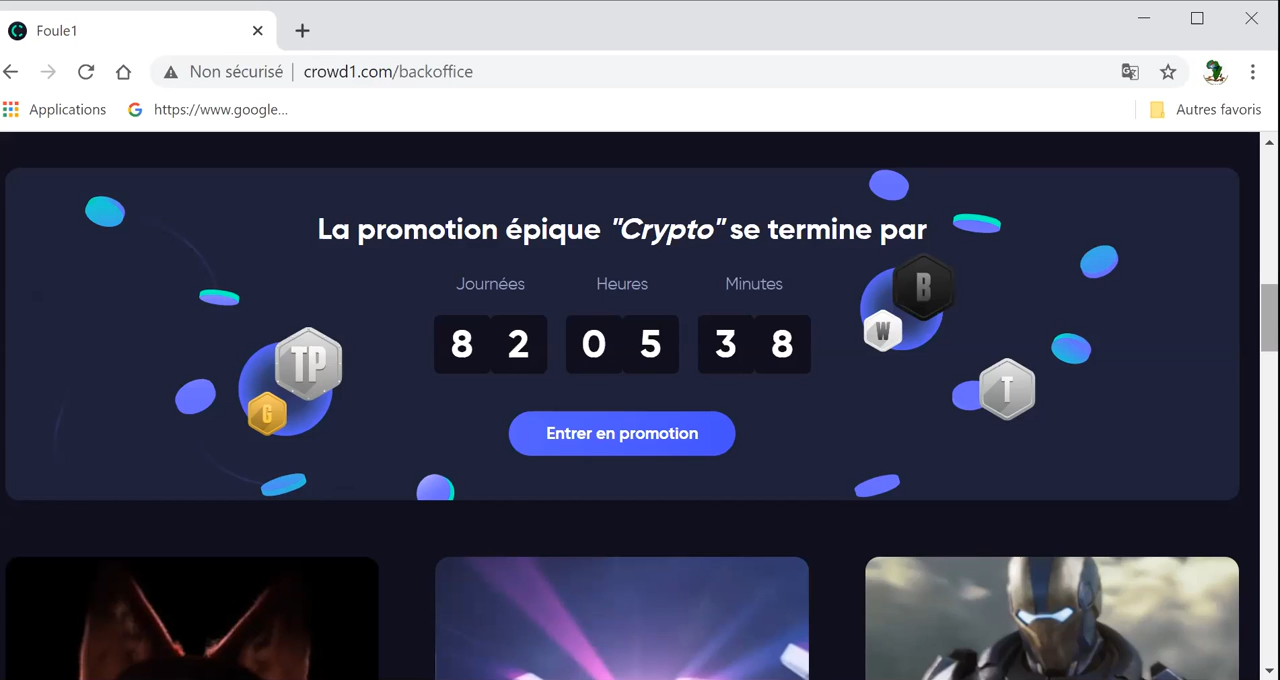 Foule1
Non sécurisé
crowd1.com/backoffice
Applications
https://www.google...
Autres favoris
La promotion épique "Crypto" se termine par
Journées Heures Minutes
8 2 0 5 3 8
B
W
TP
G
T
Entrer en promotion